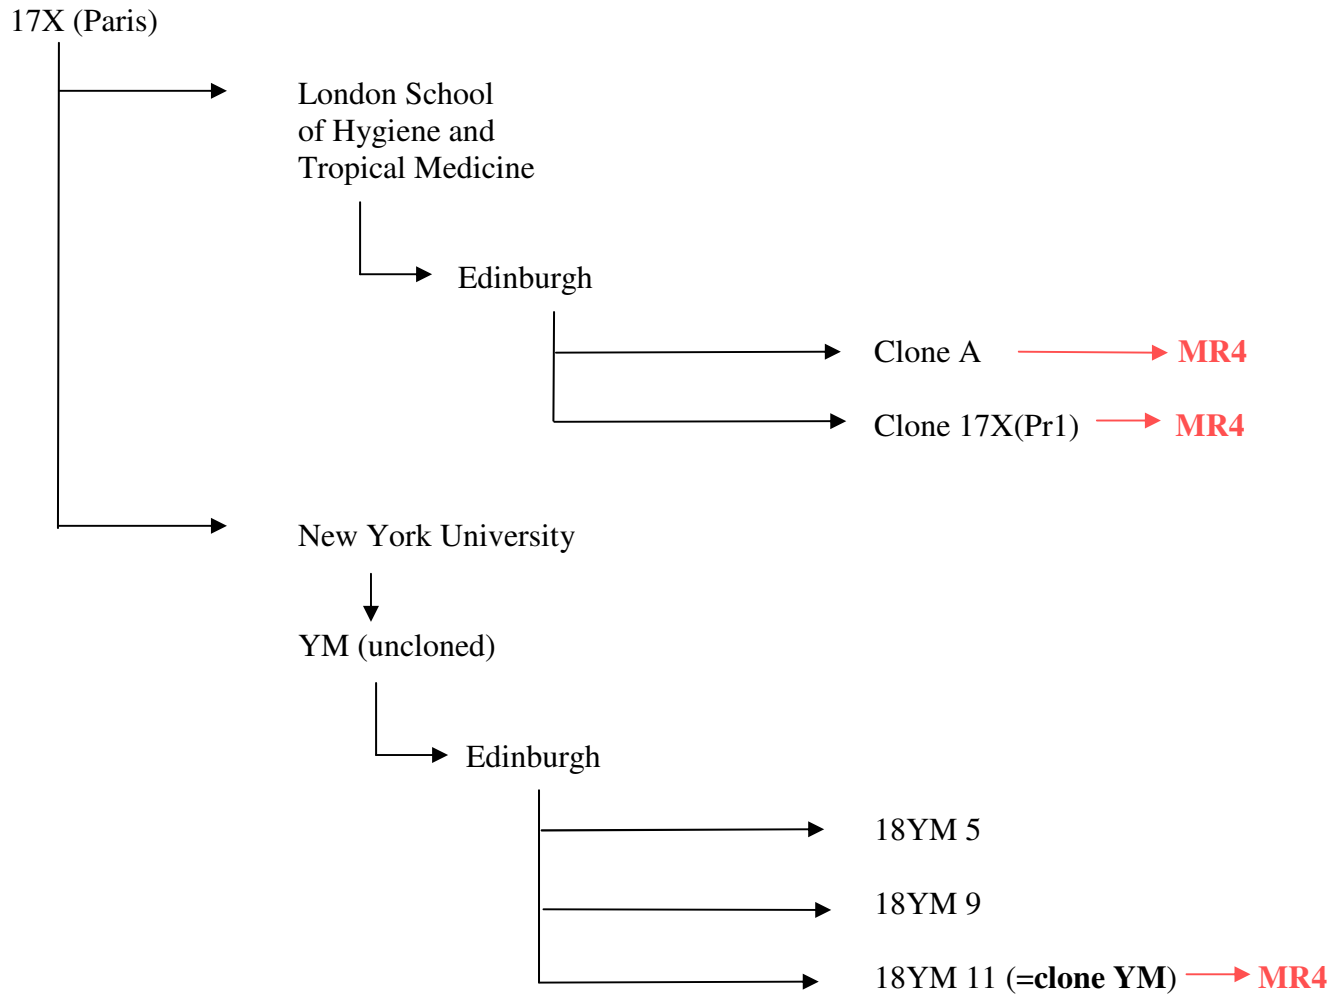 17X (Paris)
London School
of Hygiene and
Tropical Medicine
Edinburgh
Clone A MR4
Clone 17X(Pr1) MR4
New York University
YM (uncloned)
Edinburgh
18YM 5
18YM 9
18YM 11 (=clone YM) MR4